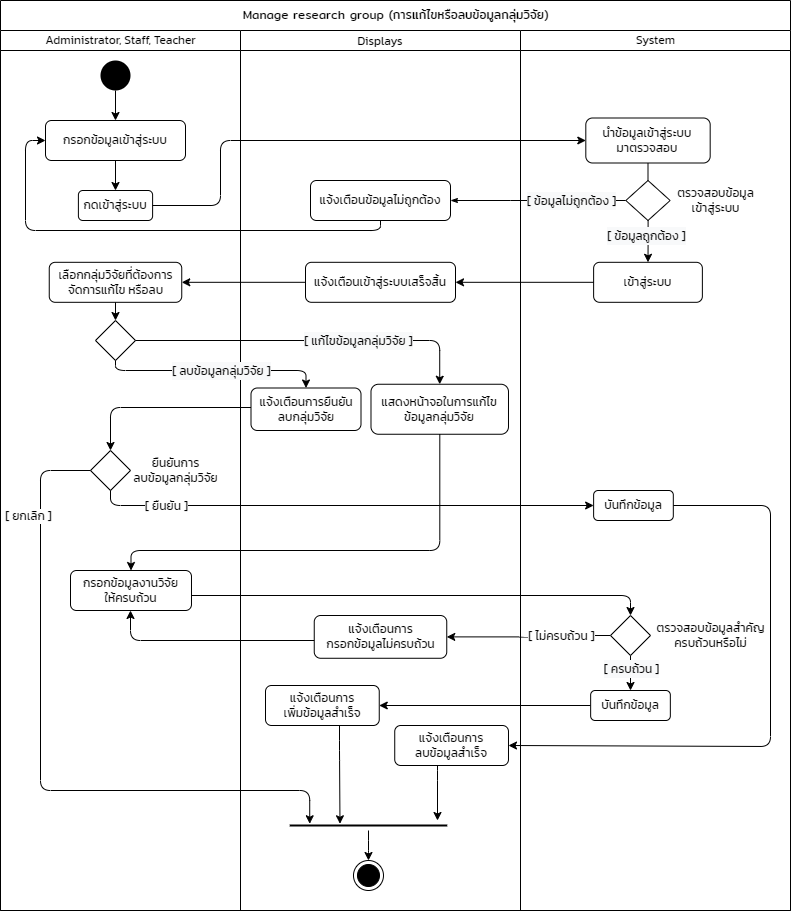 Manage research group (การแก้ไขหรือลบข้อมูลกลุ่มวิจัย)
Administrator, Staff, Teacher
Displays
System
กรอกข้อมูลเข้าสู่ระบบ
นำข้อมูลเข้าสู่ระบบ
มาตรวจสอบ
กดเข้าสู่ระบบ
แจ้งเตือนข้อมูลไม่ถูกต้อง
[ ข้อมูลไม่ถูกต้อง ]
ตรวจสอบข้อมูล
เข้าสู่ระบบ
[ ข้อมูลถูกต้อง ]
เลือกกลุ่มวิจัยที่ต้องการ
จัดการแก้ไข หรือลบ
แจ้งเตือนเข้าสู่ระบบเสร็จสิ้น
เข้าสู่ระบบ
[ แก้ไขข้อมูลกลุ่มวิจัย ]
[ ลบข้อมูลกลุ่มวิจัย ]
แจ้งเตือนการยืนยัน
ลบกลุ่มวิจัย
แสดงหน้าจอในการแก้ไข
ข้อมูลกลุ่มวิจัย
ยืนยันการ
ลบข้อมูลกลุ่มวิจัย
[ ยืนยัน ]
บันทึกข้อมูล
[ ยกเลิก ]
กรอกข้อมูลงานวิจัย
ให้ครบถ้วน
แจ้งเตือนการ
กรอกข้อมูลไม่ครบถ้วน
[ ไม่ครบถ้วน ]
ตรวจสอบข้อมูลสำคัญ
ครบถ้วนหรือไม่
[ ครบถ้วน ]
แจ้งเตือนการ
เพิ่มข้อมูลสำเร็จ
บันทึกข้อมูล
แจ้งเตือนการ
ลบข้อมูลสำเร็จ